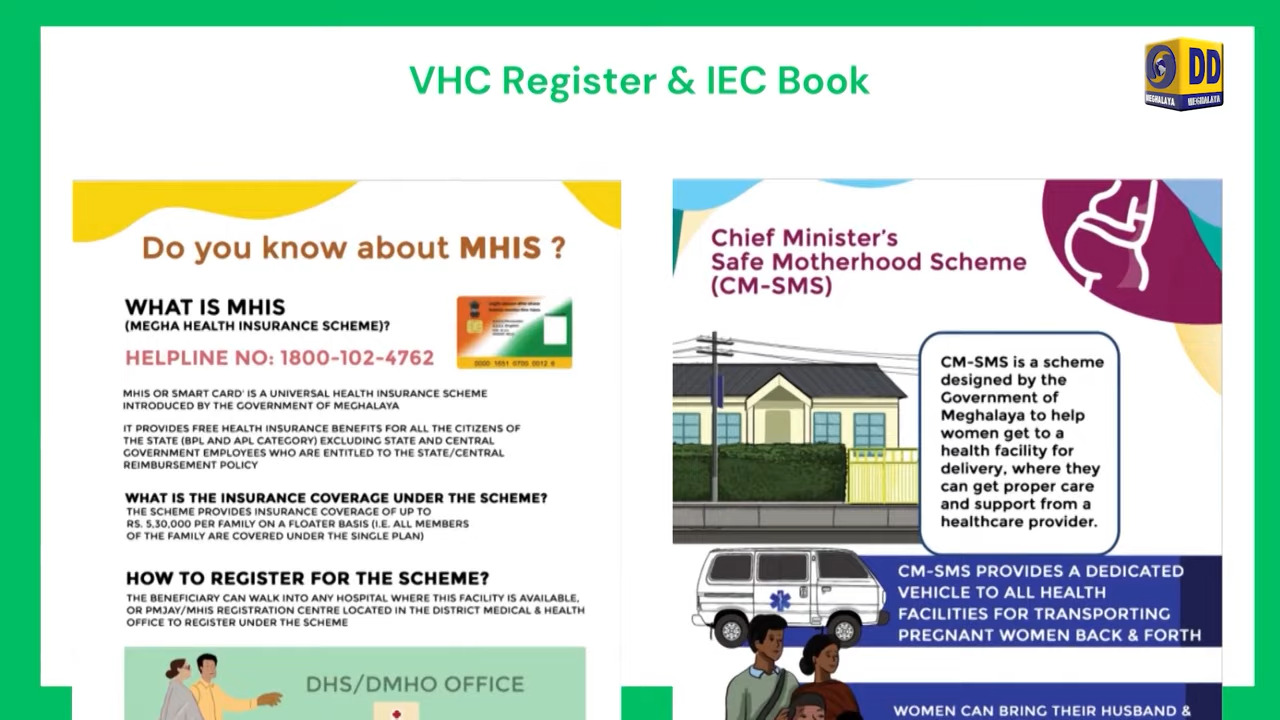 VHC Register & IEC Book
DD
MEGHALAYA
MEGHALAYA
Do you know about MHIS ?
WHAT IS MHIS
(MEGHA HEALTH INSURANCE SCHEME)?
HELPLINE NO: 1800-102-4762
MHIS OR SMART CARD' IS A UNIVERSAL HEALTH INSURANCE SCHEME
INTRODUCED BY THE GOVERNMENT OF MEGHALAYA
IT PROVIDES FREE HEALTH INSURANCE BENEFITS FOR ALL THE CITIZENS OF
THE STATE (BPL AND APL CATEGORY) EXCLUDING STATE AND CENTRAL
GOVERNMENT EMPLOYEES WHO ARE ENTITLED TO THE STATE/CENTRAL
REIMBURSEMENT POLICY
WHAT IS THE INSURANCE COVERAGE UNDER THE SCHEME?
THE SCHEME PROVIDES INSURANCE COVERAGE OF UP TO
RS. 5,30,000 PER FAMILY ON A FLOATER BASIS (I.E. ALL MEMBERS
OF THE FAMILY ARE COVERED UNDER THE SINGLE PLAN)
HOW TO REGISTER FOR THE SCHEME?
THE BENEFICIARY CAN WALK INTO ANY HOSPITAL WHERE THIS FACILITY IS AVAILABLE,
OR PMJAY/MHIS REGISTRATION CENTRE LOCATED IN THE DISTRICT MEDICAL & HEALTH
OFFICE TO REGISTER UNDER THE SCHEME
DHS/DMHO OFFICE
Chief Minister's
Safe Motherhood Scheme
(CM-SMS)
CM-SMS is a scheme
designed by the
Government of
Meghalaya to help
women get to a
health facility for
delivery, where they
can get proper care
and support from a
healthcare provider.
CM-SMS PROVIDES A DEDICATED
VEHICLE TO ALL HEALTH
FACILITIES FOR TRANSPORTING
PREGNANT WOMEN BACK & FORTH
WOMEN CAN BRING THEIR HUSBAND &